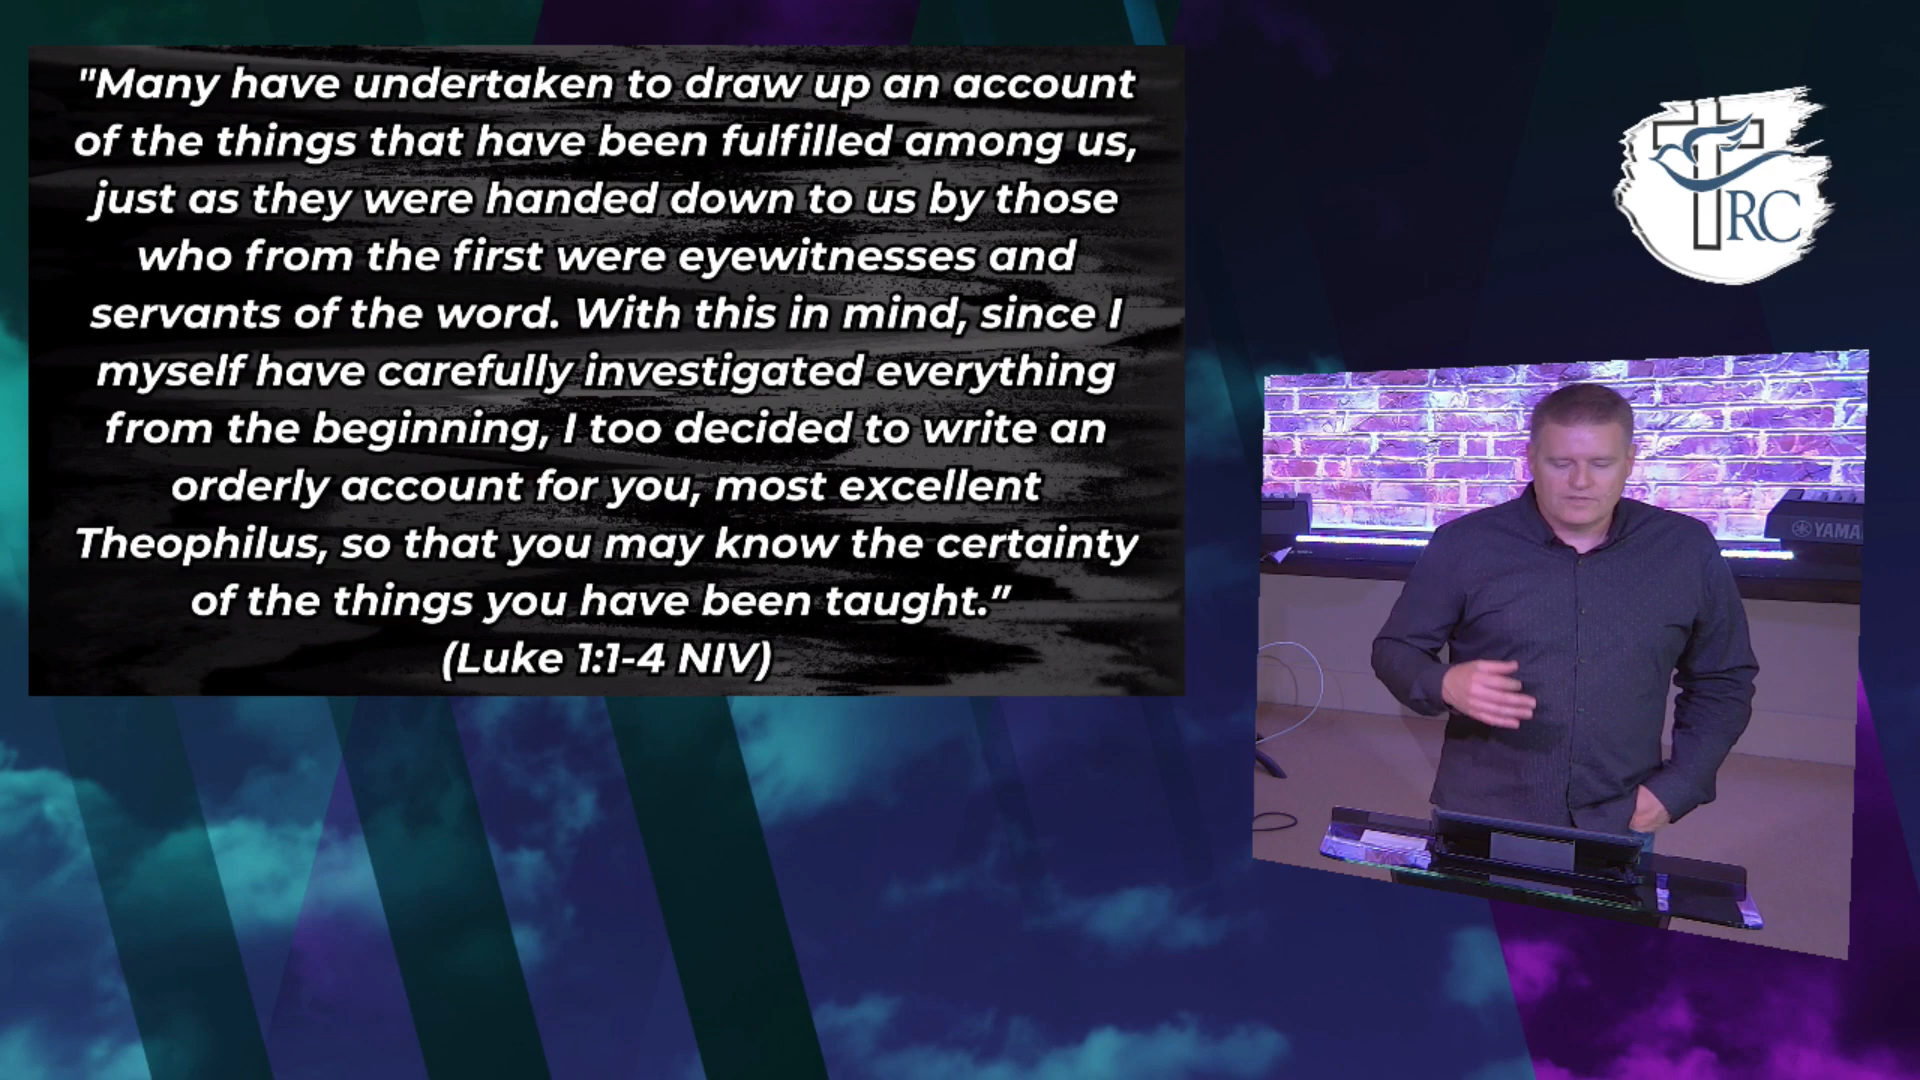 "Many have undertaken to draw up an account
of the things that have been fulfilled among us,
just as they were handed down to us by those
who from the first were eyewitnesses and
servants of the word. With this in mind, since I
myself have carefully investigated everything
from the beginning, I too decided to write an
orderly account for you, most excellent
Theophilus, so that you may know the certainty
of the things you have been taught.”
(Luke 1:1-4 NIV)
RC
YAMA